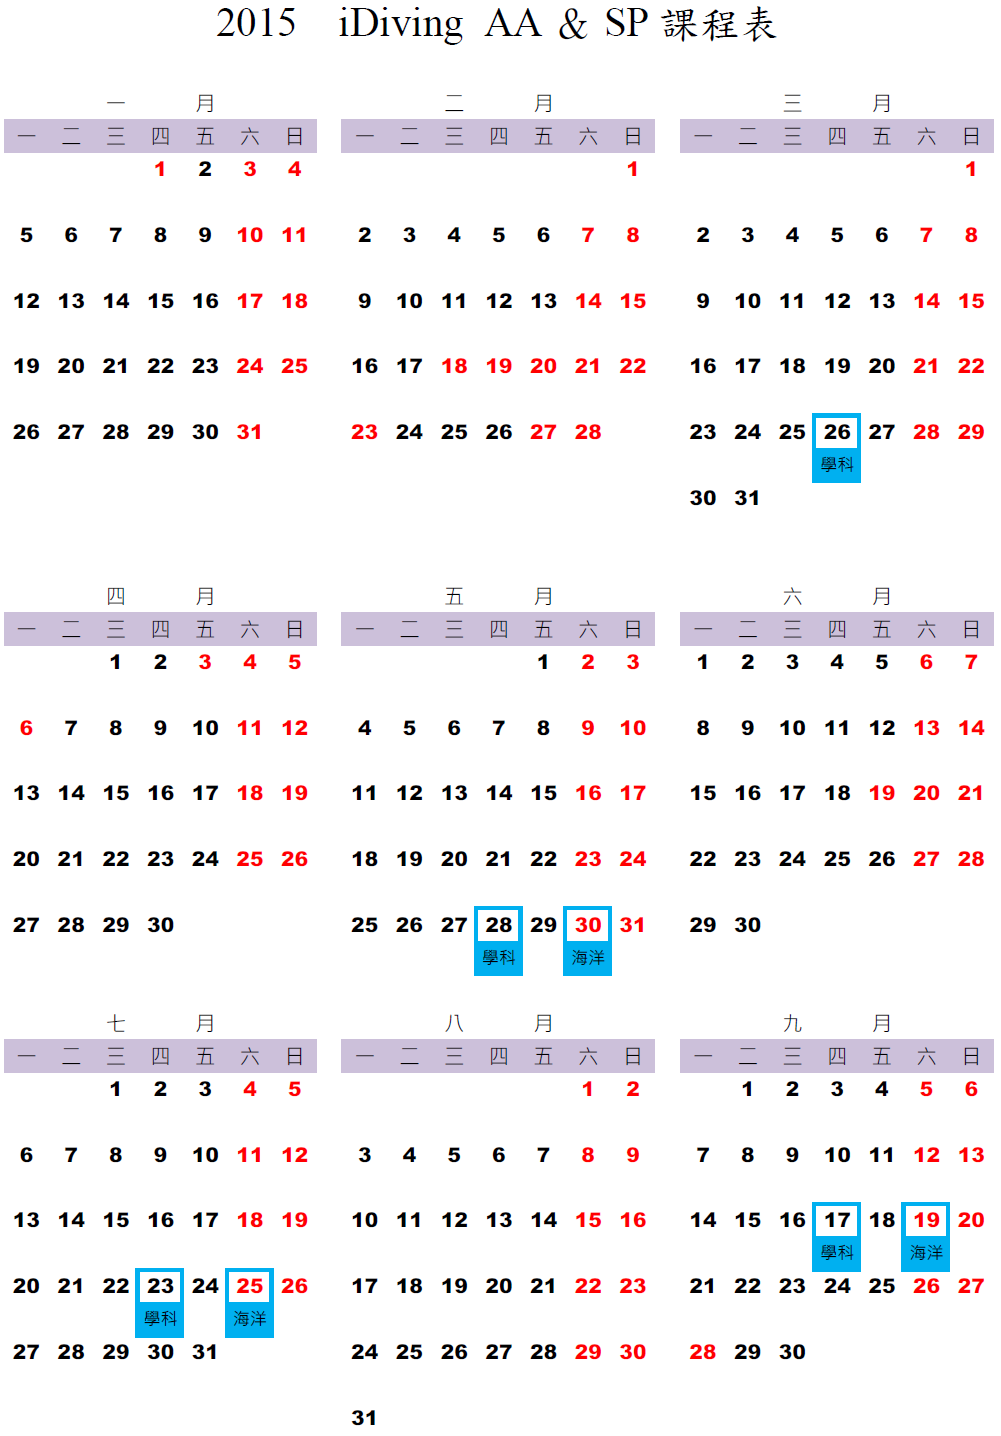 2015 iDiving AA & SP 課程表
一 月 二 月 三 月
一 二 三 四 五 六 日 一 二 三 四 五 六 日 一 二 三 四 五 六 日
1 2 3 4 1 1
5 6 7 8 9 10 11 2 3 4 5 6 7 8 2 3 4 5 6 7 8
12 13 14 15 16 17 18 9 10 11 12 13 14 15 9 10 11 12 13 14 15
19 20 21 22 23 24 25 16 17 18 19 20 21 22 16 17 18 19 20 21 22
26 27 28 29 30 31 23 24 25 26 27 28 23 24 25 26 27 28 29
學科
30 31
四 月 五 月 六 月
一 二 三 四 五 六 日 一 二 三 四 五 六 日 一 二 三 四 五 六 日
1 2 3 4 5 1 2 3 1 2 3 4 5 6 7
6 7 8 9 10 11 12 4 5 6 7 8 9 10 8 9 10 11 12 13 14
13 14 15 16 17 18 19 11 12 13 14 15 16 17 15 16 17 18 19 20 21
20 21 22 23 24 25 26 18 19 20 21 22 23 24 22 23 24 25 26 27 28
27 28 29 30 25 26 27 28 29 30 31 29 30
學科 海洋
七 月 八 月 九 月
一 二 三 四 五 六 日 一 二 三 四 五 六 日 一 二 三 四 五 六 日
1 2 3 4 5 1 2 1 2 3 4 5 6
6 7 8 9 10 11 12 3 4 5 6 7 8 9 7 8 9 10 11 12 13
13 14 15 16 17 18 19 10 11 12 13 14 15 16 14 15 16 17 18 19 20
學科 海洋
20 21 22 23 24 25 26 17 18 19 20 21 22 23 21 22 23 24 25 26 27
學科 海洋
27 28 29 30 31 24 25 26 27 28 29 30 28 29 30
31